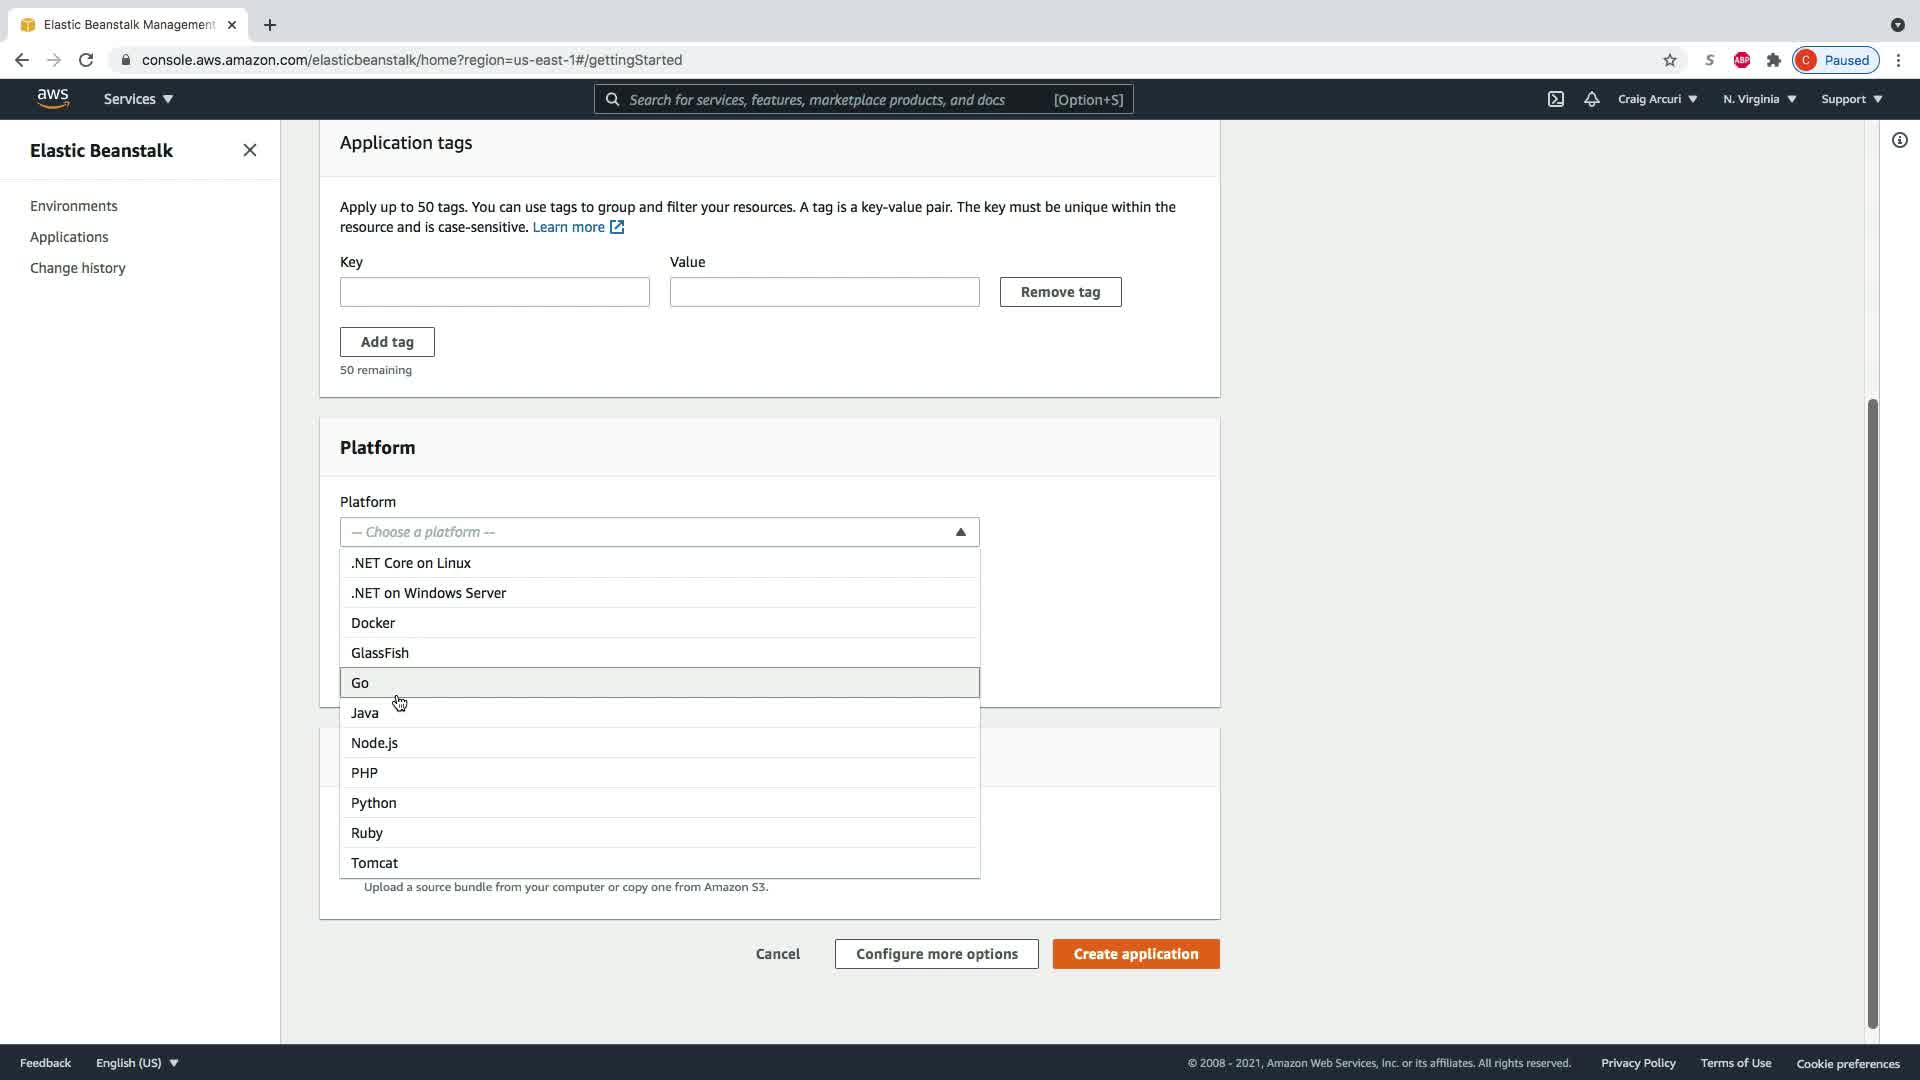 Elastic Beanstalk Management
console.aws.amazon.com/elasticbeanstalk/home?region=us-east-1#/gettingStarted
S
ABP
C
Paused
aws
Services
Search for services, features, marketplace products, and docs
[Option+S]
Craig Arcuri
N. Virginia
Support
Elastic Beanstalk
Environments
Applications
Change history
Application tags
Apply up to 50 tags. You can use tags to group and filter your resources. A tag is a key-value pair. The key must be unique within the
resource and is case-sensitive. Learn more
Key
Value
Remove tag
Add tag
50 remaining
Platform
Platform
-- Choose a platform --
.NET Core on Linux
.NET on Windows Server
Docker
GlassFish
Go
Java
Node.js
PHP
Python
Ruby
Tomcat
Upload a source bundle from your computer or copy one from Amazon S3.
Cancel
Configure more options
Create application
Feedback
English (US)
© 2008 - 2021, Amazon Web Services, Inc. or its affiliates. All rights reserved.
Privacy Policy
Terms of Use
Cookie preferences